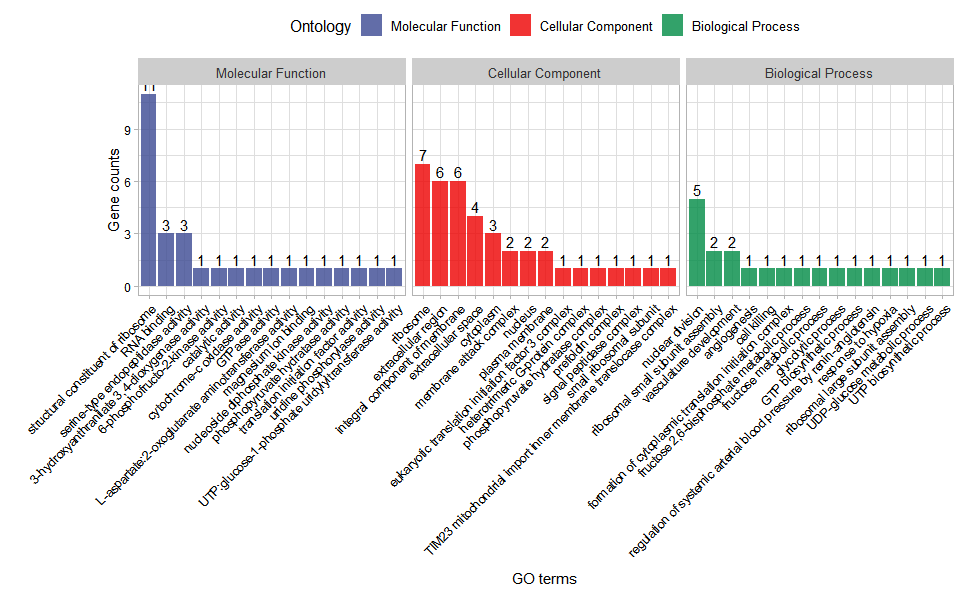 Ontology Molecular Function Cellular Component Biological Process
Molecular Function Cellular Component Biological Process
Gene counts
9
6
3
0
11 3 3 1 1 1 1 1 1 1 1 1 1 1 1
7 6 6 4 3 2 2 2 1 1 1 1 1 1 1
5 2 2 1 1 1 1 1 1 1 1 1 1 1 1
structural constituent of ribosome
RNA binding
serine-type endopeptidase activity
3-hydroxyanthranilate 3,4-dioxygenase activity
6-phosphofructo-2-kinase activity
catalytic activity
cytochrome-c oxidase activity
GTPase activity
L-aspartate:2-oxoglutarate aminotransferase activity
magnesium ion binding
nucleoside diphosphate kinase activity
phosphopyruvate hydratase activity
translation initiation factor activity
uridine phosphorylase activity
UTP:glucose-1-phosphate uridylyltransferase activity
ribosome
extracellular region
integral component of membrane
extracellular space
cytoplasm
membrane attack complex
nucleus
plasma membrane
eukaryotic translation initiation factor 3 complex
heterotrimeric G-protein complex
phosphopyruvate hydratase complex
prefoldin complex
signal peptidase complex
small ribosomal subunit
TIM23 mitochondrial import inner membrane translocase complex
nuclear division
ribosomal small subunit assembly
vasculature development
angiogenesis
cell killing
formation of cytoplasmic translation initiation complex
fructose 2,6-bisphosphate metabolic process
fructose metabolic process
glycolytic process
GTP biosynthetic process
regulation of systemic arterial blood pressure by renin-angiotensin
response to hypoxia
ribosomal large subunit assembly
UDP-glucose metabolic process
UTP biosynthetic process
GO terms